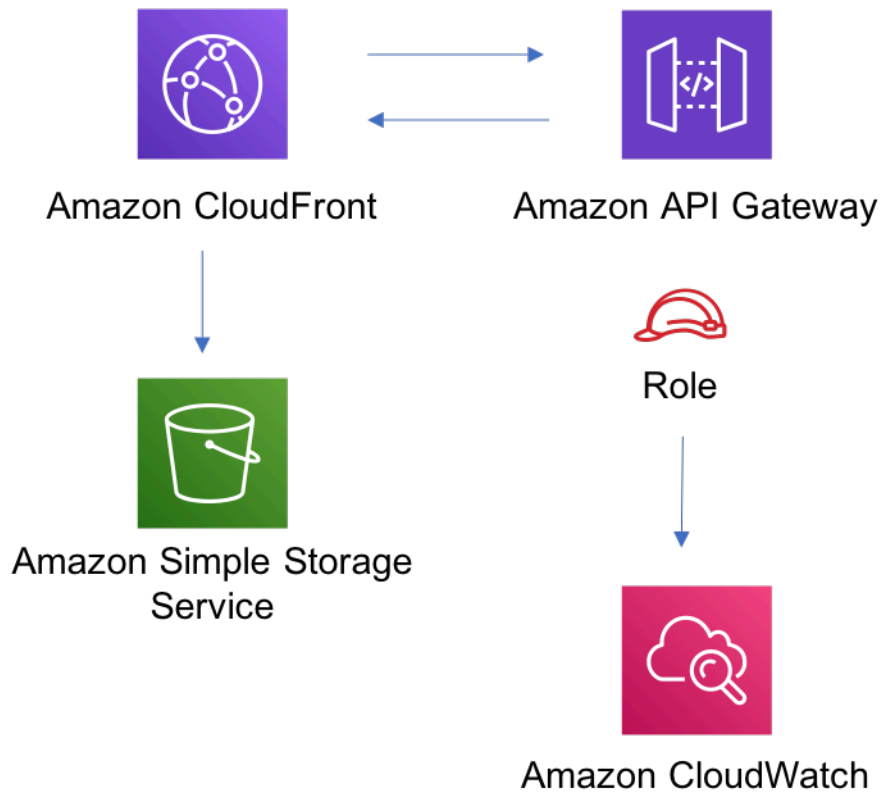 Amazon CloudFront
Amazon API Gateway
Role
Amazon Simple Storage
Service
Amazon CloudWatch